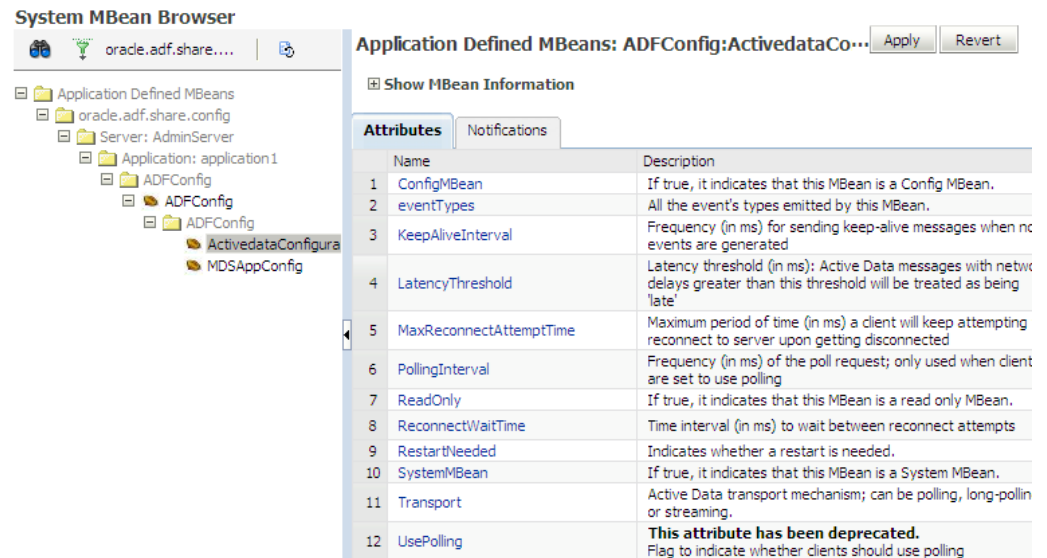 System MBean Browser
oracle.adf.share....
Application Defined MBeans
oracle.adf.share.config
Server: AdminServer
Application: application1
ADFConfig
ADFConfig
ADFConfig
ActivedataConfigura
MDSAppConfig
Application Defined MBeans: ADFConfig:ActivedataCo... Apply Revert
Show MBean Information
Attributes Notifications
Name Description
1 ConfigMBean If true, it indicates that this MBean is a Config MBean.
2 eventTypes All the event's types emitted by this MBean.
3 KeepAliveInterval Frequency (in ms) for sending keep-alive messages when no
events are generated
4 LatencyThreshold Latency threshold (in ms): Active Data messages with netwo
delays greater than this threshold will be treated as being
'late'
5 MaxReconnectAttemptTime Maximum period of time (in ms) a client will keep attempting
reconnect to server upon getting disconnected
6 PollingInterval Frequency (in ms) of the poll request; only used when client
are set to use polling
7 ReadOnly If true, it indicates that this MBean is a read only MBean.
8 ReconnectWaitTime Time interval (in ms) to wait between reconnect attempts
9 RestartNeeded Indicates whether a restart is needed.
10 SystemMBean If true, it indicates that this MBean is a System MBean.
11 Transport Active Data transport mechanism; can be polling, long-pollin
or streaming.
12 UsePolling This attribute has been deprecated.
Flag to indicate whether clients should use polling